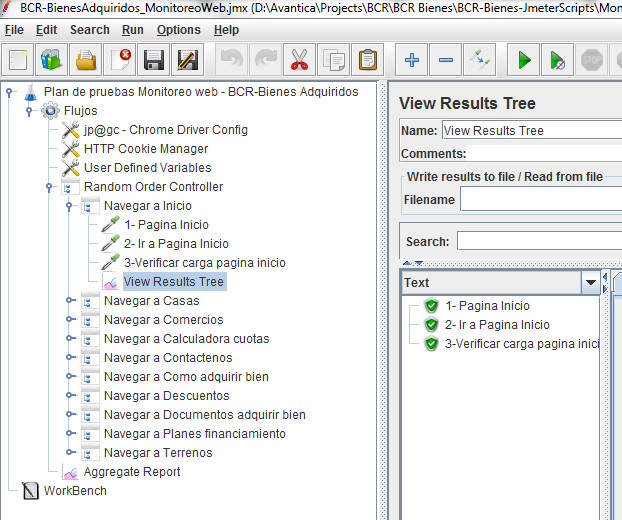 BCR-BienesAdquiridos_MonitoreoWeb.jmx (D:\Avantica\Projects\BCR\BCR Bienes\BCR-Bienes-JmeterScripts\Mon
File Edit Search Run Options Help
STOP
Plan de pruebas Monitoreo web - BCR-Bienes Adquiridos
Flujos
jp@gc - Chrome Driver Config
HTTP Cookie Manager
User Defined Variables
Random Order Controller
Navegar a Inicio
1- Pagina Inicio
2- Ir a Pagina Inicio
3-Verificar carga pagina inicio
View Results Tree
Navegar a Casas
Navegar a Comercios
Navegar a Calculadora cuotas
Navegar a Contactenos
Navegar a Como adquirir bien
Navegar a Descuentos
Navegar a Documentos adquirir bien
Navegar a Planes financiamiento
Navegar a Terrenos
Aggregate Report
WorkBench
View Results Tree
Name: View Results Tree
Comments:
Write results to file / Read from file
Filename
Search:
Text
1- Pagina Inicio
2- Ir a Pagina Inicio
3-Verificar carga pagina inici